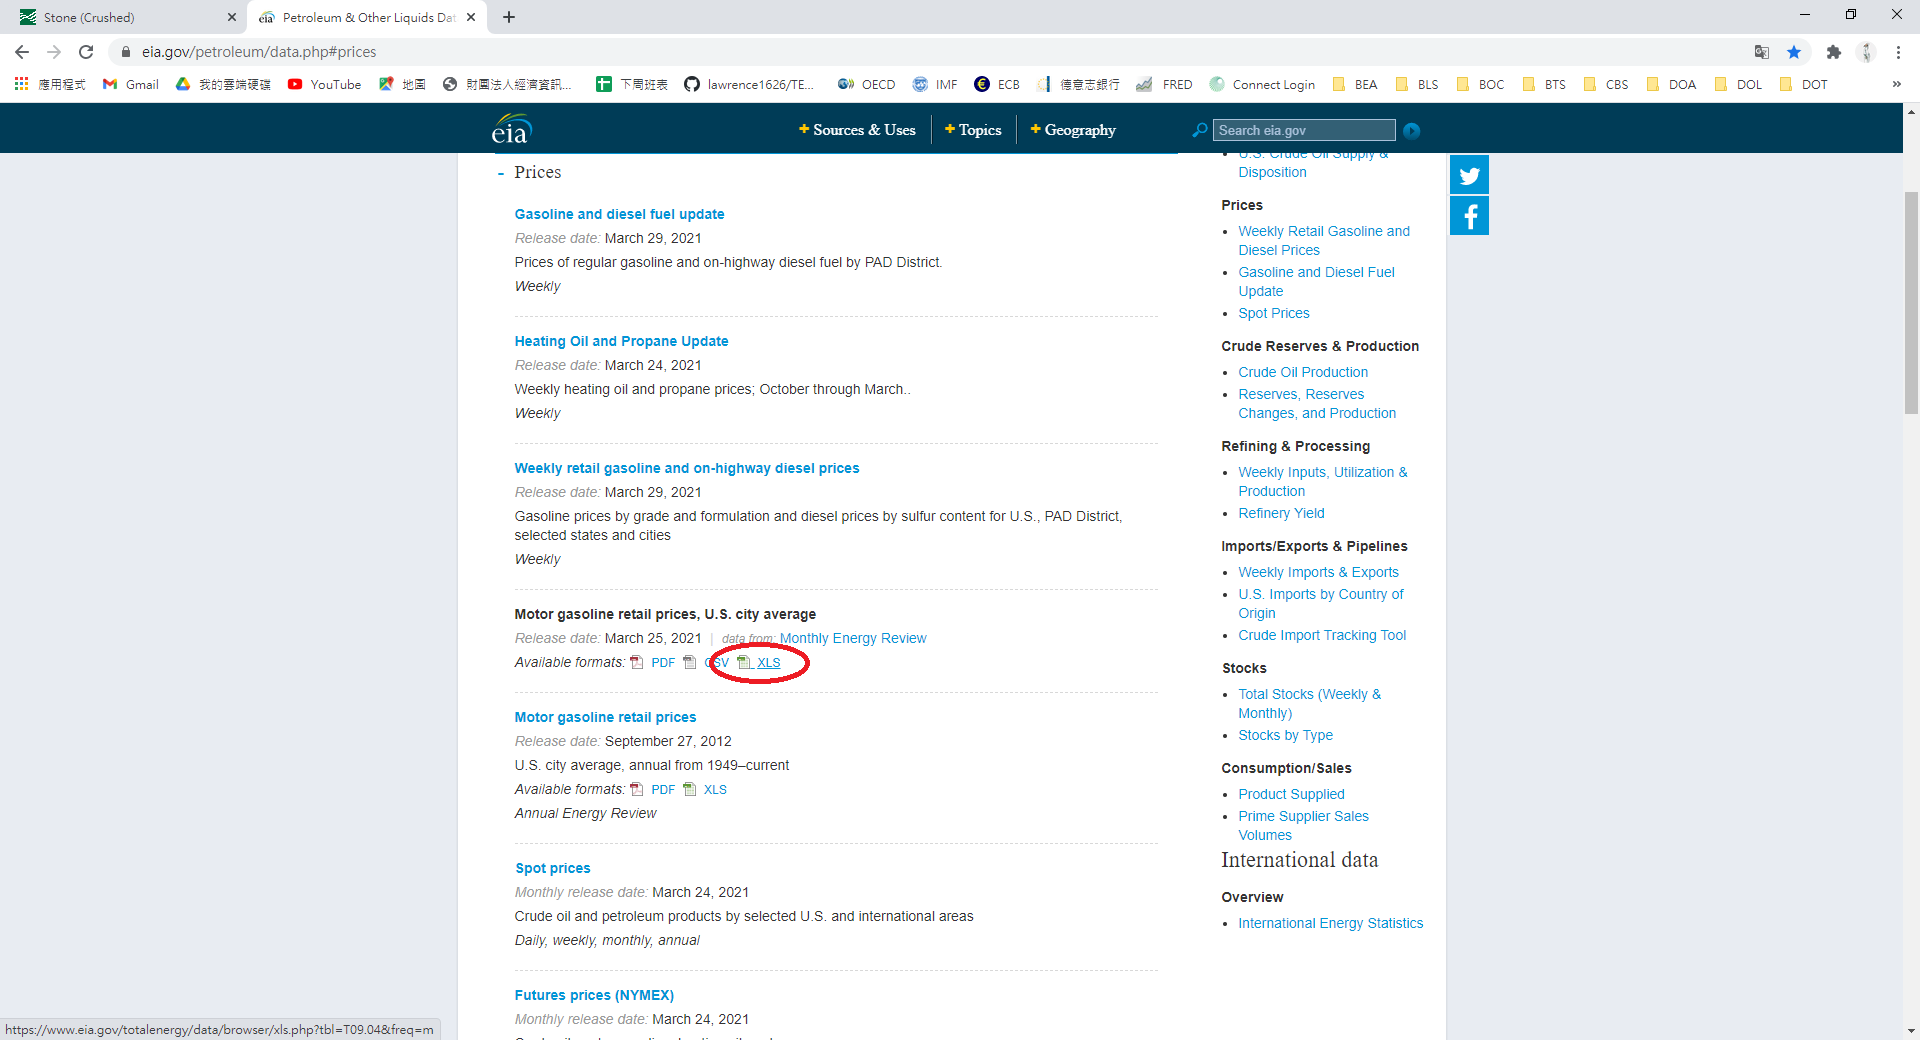 Stone (Crushed)
Petroleum & Other Liquids Dat
eia.gov/petroleum/data.php#prices
應用程式
Gmail
我的雲端硬碟
YouTube
地圖
財團法人經濟資訊...
下周班表
lawrence1626/TE...
OECD
IMF
ECB
德意志銀行
FRED
Connect Login
BEA
BLS
BOC
BTS
CBS
DOA
DOL
DOT
»
eia
+ Sources & Uses
+ Topics
+ Geography
Search eia.gov
- Prices
Gasoline and diesel fuel update
Release date: March 29, 2021
Prices of regular gasoline and on-highway diesel fuel by PAD District.
Weekly
Heating Oil and Propane Update
Release date: March 24, 2021
Weekly heating oil and propane prices; October through March..
Weekly
Weekly retail gasoline and on-highway diesel prices
Release date: March 29, 2021
Gasoline prices by grade and formulation and diesel prices by sulfur content for U.S., PAD District,
selected states and cities
Weekly
Motor gasoline retail prices, U.S. city average
Release date: March 25, 2021 | data from: Monthly Energy Review
Available formats: PDF CSV XLS
Motor gasoline retail prices
Release date: September 27, 2012
U.S. city average, annual from 1949–current
Available formats: PDF XLS
Annual Energy Review
Spot prices
Monthly release date: March 24, 2021
Crude oil and petroleum products by selected U.S. and international areas
Daily, weekly, monthly, annual
Futures prices (NYMEX)
Monthly release date: March 24, 2021
U.S. Crude Oil Supply &
Disposition
Prices
Weekly Retail Gasoline and
Diesel Prices
Gasoline and Diesel Fuel
Update
Spot Prices
Crude Reserves & Production
Crude Oil Production
Reserves, Reserves
Changes, and Production
Refining & Processing
Weekly Inputs, Utilization &
Production
Refinery Yield
Imports/Exports & Pipelines
Weekly Imports & Exports
U.S. Imports by Country of
Origin
Crude Import Tracking Tool
Stocks
Total Stocks (Weekly &
Monthly)
Stocks by Type
Consumption/Sales
Product Supplied
Prime Supplier Sales
Volumes
International data
Overview
International Energy Statistics
https://www.eia.gov/totalenergy/data/browser/xls.php?tbl=T09.04&freq=m